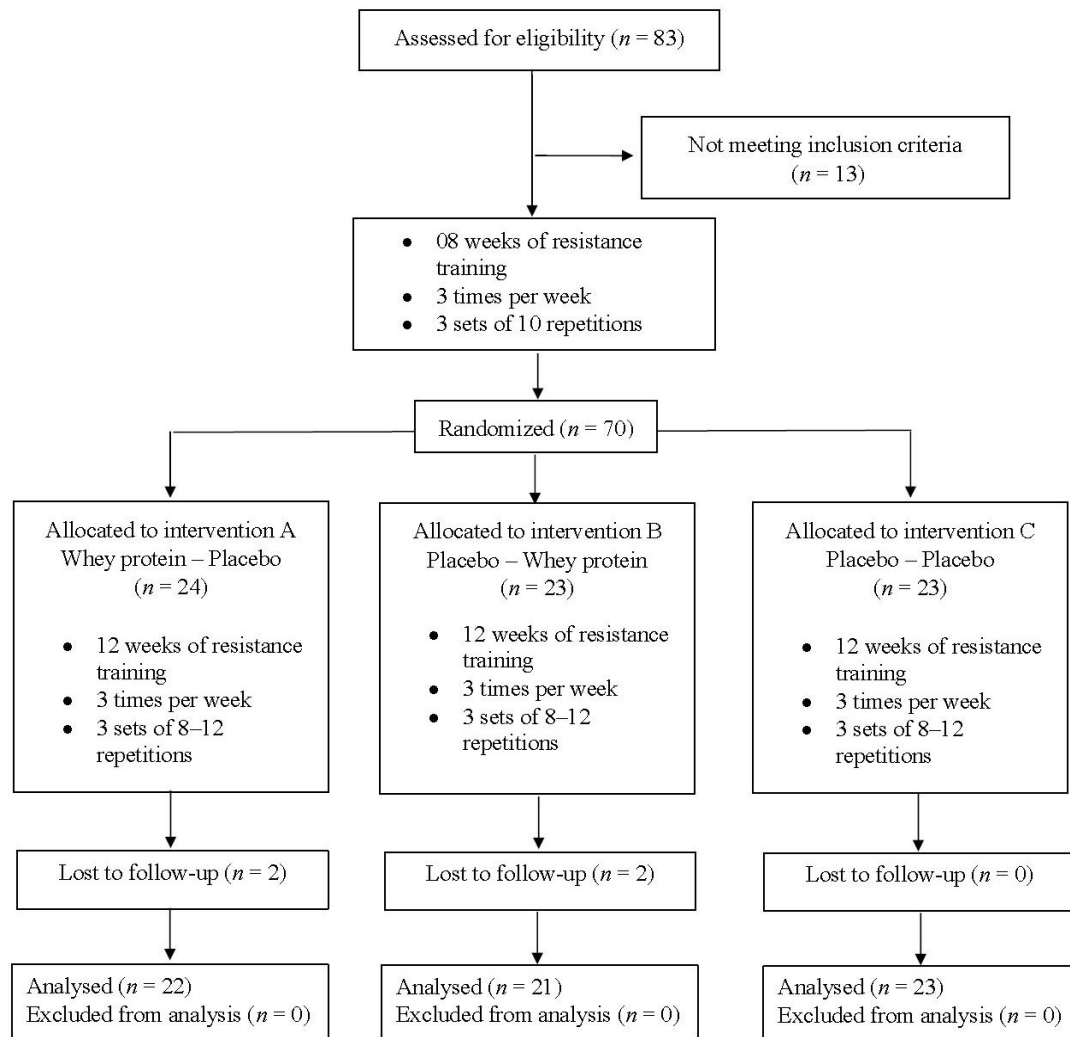 Assessed for eligibility (n = 83)
Not meeting inclusion criteria
(n = 13)
● 08 weeks of resistance
training
● 3 times per week
● 3 sets of 10 repetitions
Randomized (n = 70)
Allocated to intervention A
Whey protein – Placebo
(n = 24)
● 12 weeks of resistance
training
● 3 times per week
● 3 sets of 8–12
repetitions
Allocated to intervention B
Placebo – Whey protein
(n = 23)
● 12 weeks of resistance
training
● 3 times per week
● 3 sets of 8–12
repetitions
Allocated to intervention C
Placebo – Placebo
(n = 23)
● 12 weeks of resistance
training
● 3 times per week
● 3 sets of 8–12
repetitions
Lost to follow-up (n = 2)
Lost to follow-up (n = 2)
Lost to follow-up (n = 0)
Analysed (n = 22)
Excluded from analysis (n = 0)
Analysed (n = 21)
Excluded from analysis (n = 0)
Analysed (n = 23)
Excluded from analysis (n = 0)